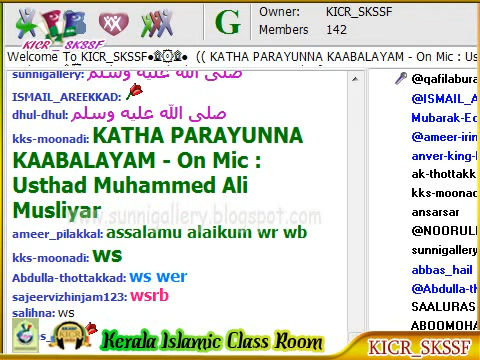 KICR_SKSSF
G
Owner: KICR_SKSSF
Members 142
Welcome To KICR_SKSSF (( KATHA PARAYUNNA KAABALAYAM - On Mic : Us
sunnigallery: صلى الله عليه وسلم
ISMAIL_AREEKKAD:
dhul-dhul: صلى الله عليه وسلم
kks-moonadi: KATHA PARAYUNNA
KAABALAYAM - On Mic :
Usthad Muhammed Ali
Musliyar
www.sunnigallery.blogspot.com
ameer_pilakkal: assalamu alaikum wr wb
kks-moonadi: ws
Abdulla-thottakkad: ws wer
sajeervizhinjam123: wsrb
salihna: ws
@qafilabura
@ISMAIL_A
Mubarak-Ec
@ameer-irin
anver-king-l
ak-thottakk
kks-moonad
ansarsar
@NOORULI
sunnigallery
abbas_hail
@Abdulla-th
SAALURAS
ABOOMOHA
Kerala Islamic Class Room
KICR_SKSSF